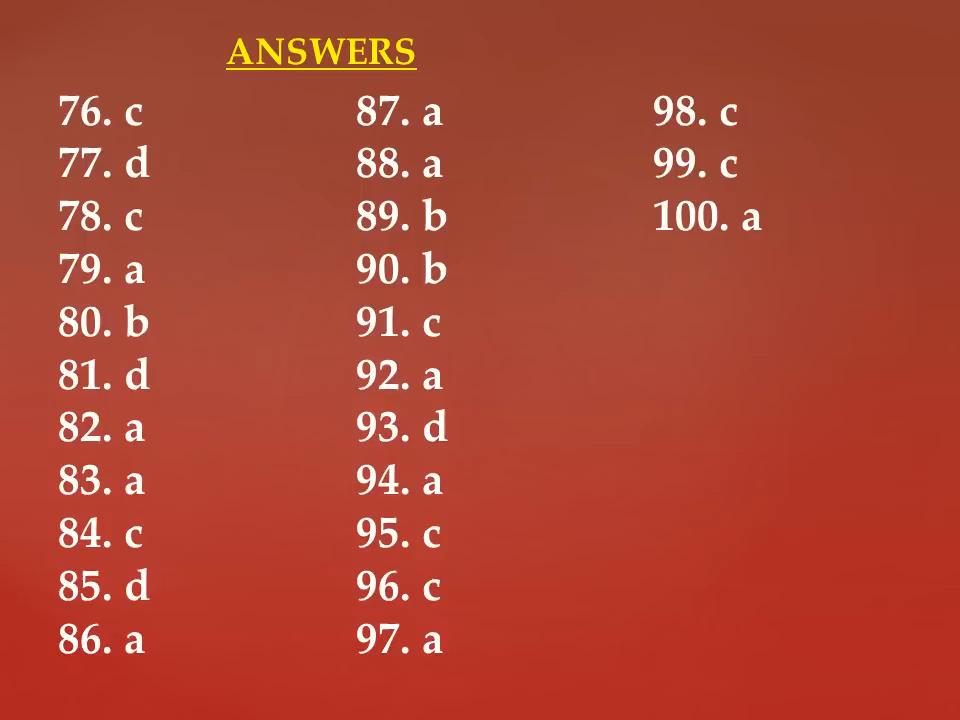 ANSWERS
76. c
77. d
78. c
79. a
80. b
81. d
82. a
83. a
84. c
85. d
86. a
87. a
88. a
89. b
90. b
91. c
92. a
93. d
94. a
95. c
96. c
97. a
98. c
99. c
100. a